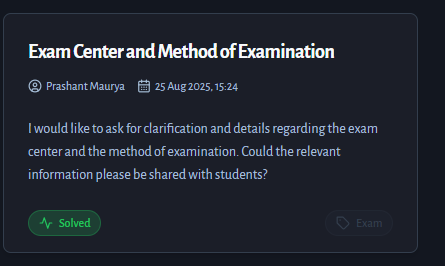 Exam Center and Method of Examination
Prashant Maurya 25 Aug 2025, 15:24
I would like to ask for clarification and details regarding the exam
center and the method of examination. Could the relevant
information please be shared with students?
Solved Exam